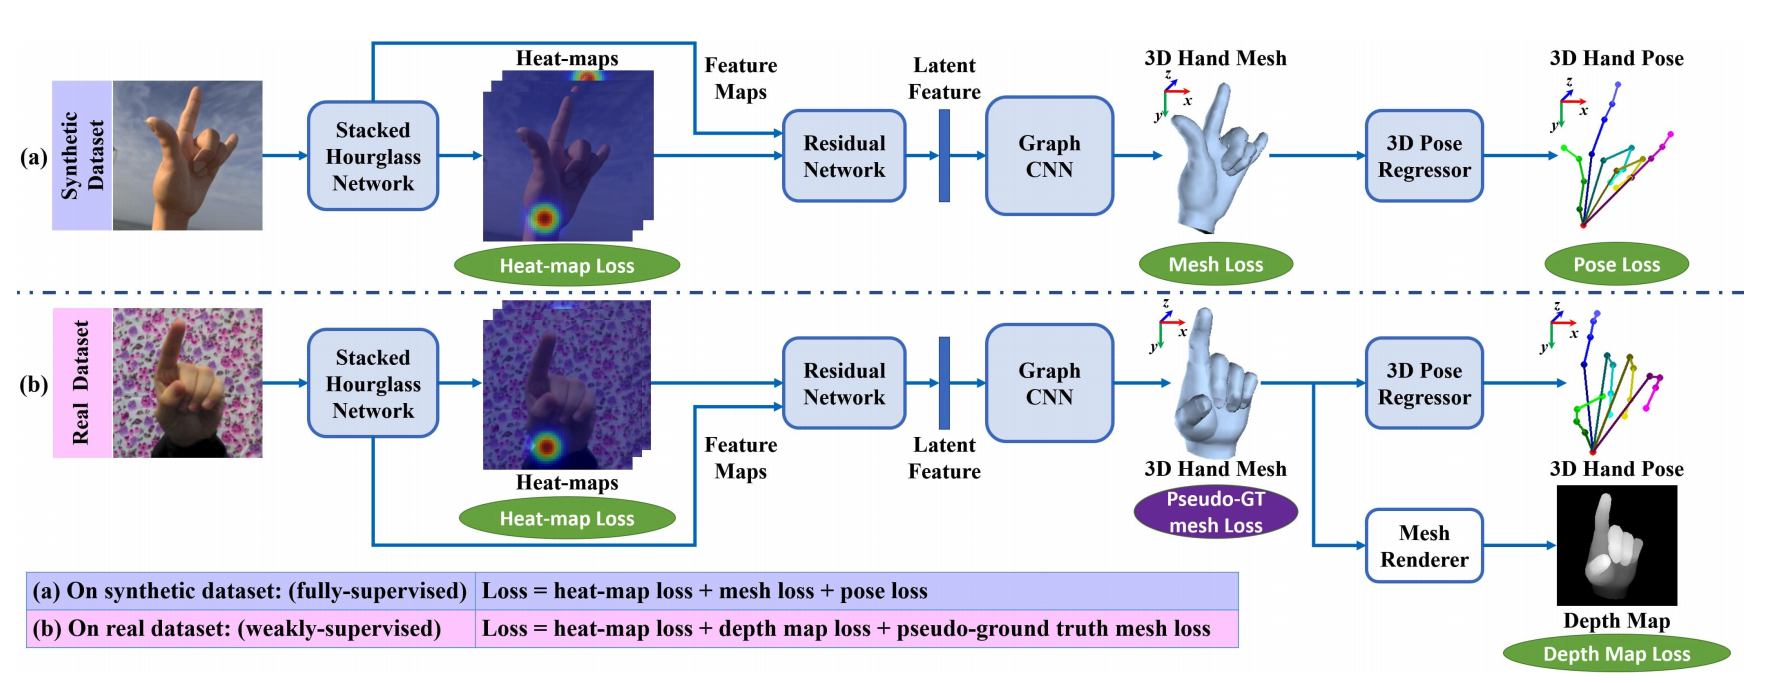 (a)
Synthetic
Dataset
Stacked
Hourglass
Network
Heat-maps
Heat-map Loss
Feature
Maps
Residual
Network
Latent
Feature
Graph
CNN
3D Hand Mesh
z
x
y
Mesh Loss
3D Pose
Regressor
3D Hand Pose
z
x
y
Pose Loss
(b)
Real Dataset
Stacked
Hourglass
Network
Heat-maps
Heat-map Loss
Feature
Maps
Residual
Network
Latent
Feature
Graph
CNN
z
x
y
3D Hand Mesh
Pseudo-GT
mesh Loss
3D Pose
Regressor
z
x
y
3D Hand Pose
Mesh
Renderer
Depth Map
Depth Map Loss
(a) On synthetic dataset: (fully-supervised) Loss = heat-map loss + mesh loss + pose loss
(b) On real dataset: (weakly-supervised) Loss = heat-map loss + depth map loss + pseudo-ground truth mesh loss